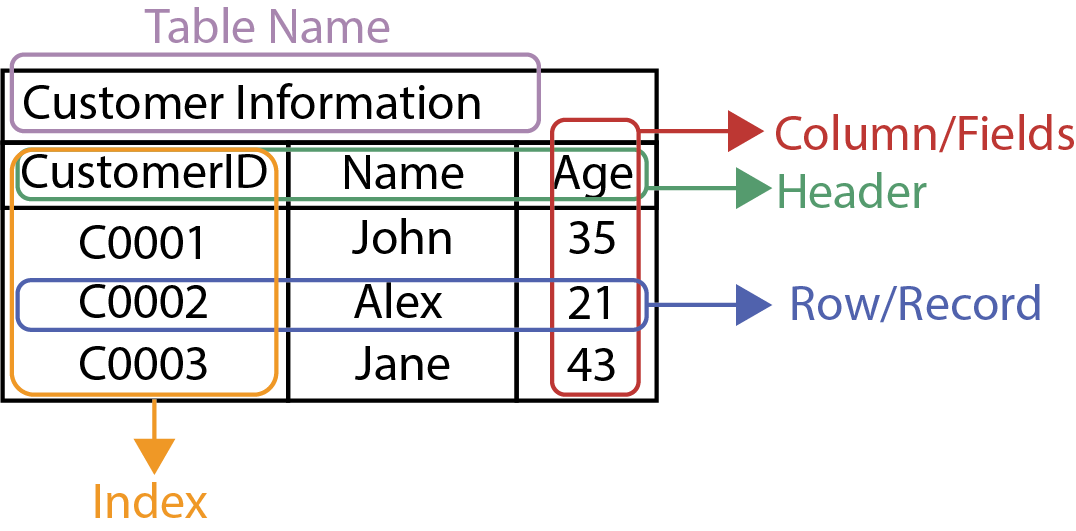 Table Name
Customer Information
Column/Fields
CustomerID Name Age
Header
C0001 John 35
C0002 Alex 21
Row/Record
C0003 Jane 43
Index